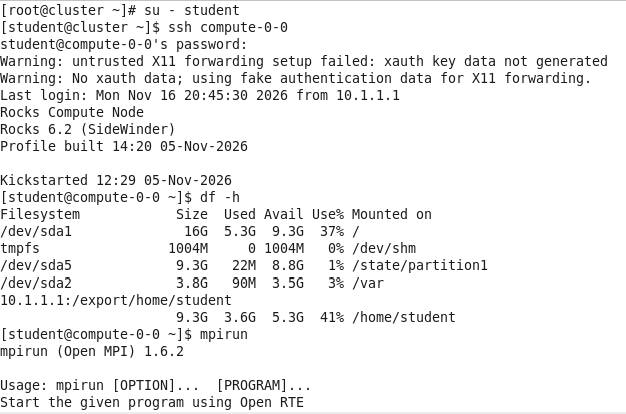 [root@cluster ~]# su - student
[student@cluster ~]$ ssh compute-0-0
student@compute-0-0's password:
Warning: untrusted X11 forwarding setup failed: xauth key data not generated
Warning: No xauth data; using fake authentication data for X11 forwarding.
Last login: Mon Nov 16 20:45:30 2026 from 10.1.1.1
Rocks Compute Node
Rocks 6.2 (SideWinder)
Profile built 14:20 05-Nov-2026

Kickstarted 12:29 05-Nov-2026
[student@compute-0-0 ~]$ df -h
Filesystem            Size  Used Avail Use% Mounted on
/dev/sda1              16G  5.3G  9.3G  37% /
tmpfs                1004M     0 1004M   0% /dev/shm
/dev/sda5             9.3G   22M  8.8G   1% /state/partition1
/dev/sda2             3.8G   90M  3.5G   3% /var
10.1.1.1:/export/home/student
                      9.3G  3.6G  5.3G  41% /home/student
[student@compute-0-0 ~]$ mpirun
mpirun (Open MPI) 1.6.2

Usage: mpirun [OPTION]...  [PROGRAM]...
Start the given program using Open RTE